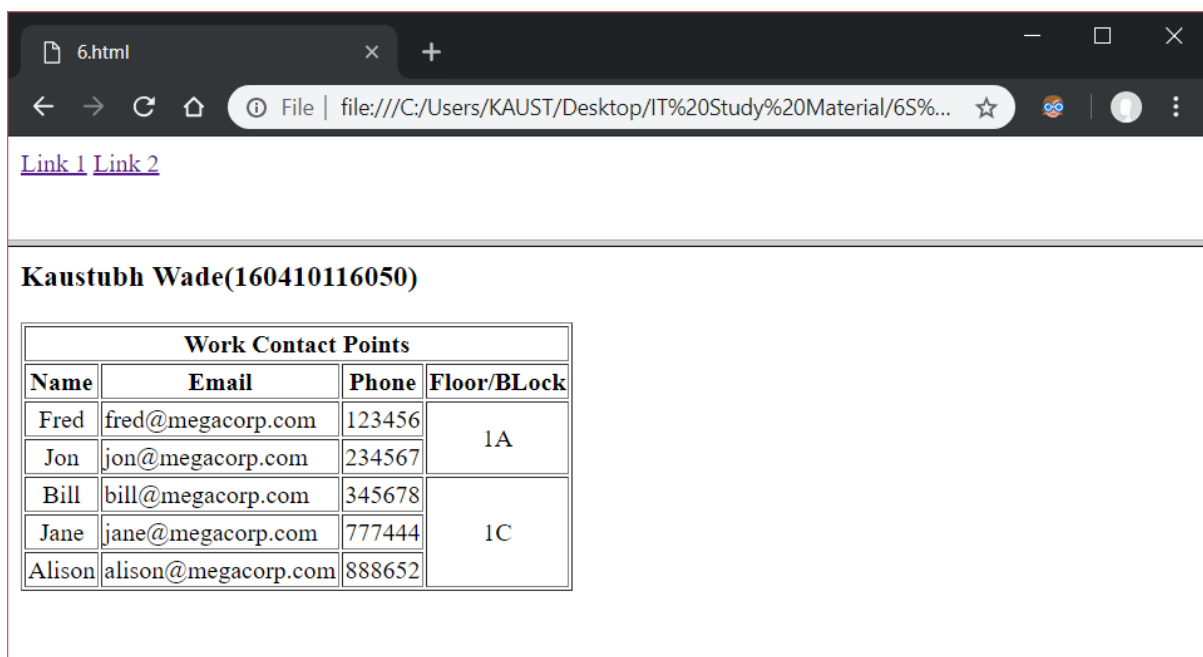 6.html
File | file:///C:/Users/KAUST/Desktop/IT%20Study%20Material/6S%...
Link 1 Link 2
Kaustubh Wade(160410116050)
Work Contact Points
Name Email Phone Floor/BLock
Fred fred@megacorp.com 123456 1A
Jon jon@megacorp.com 234567
Bill bill@megacorp.com 345678
Jane jane@megacorp.com 777444 1C
Alison alison@megacorp.com 888652